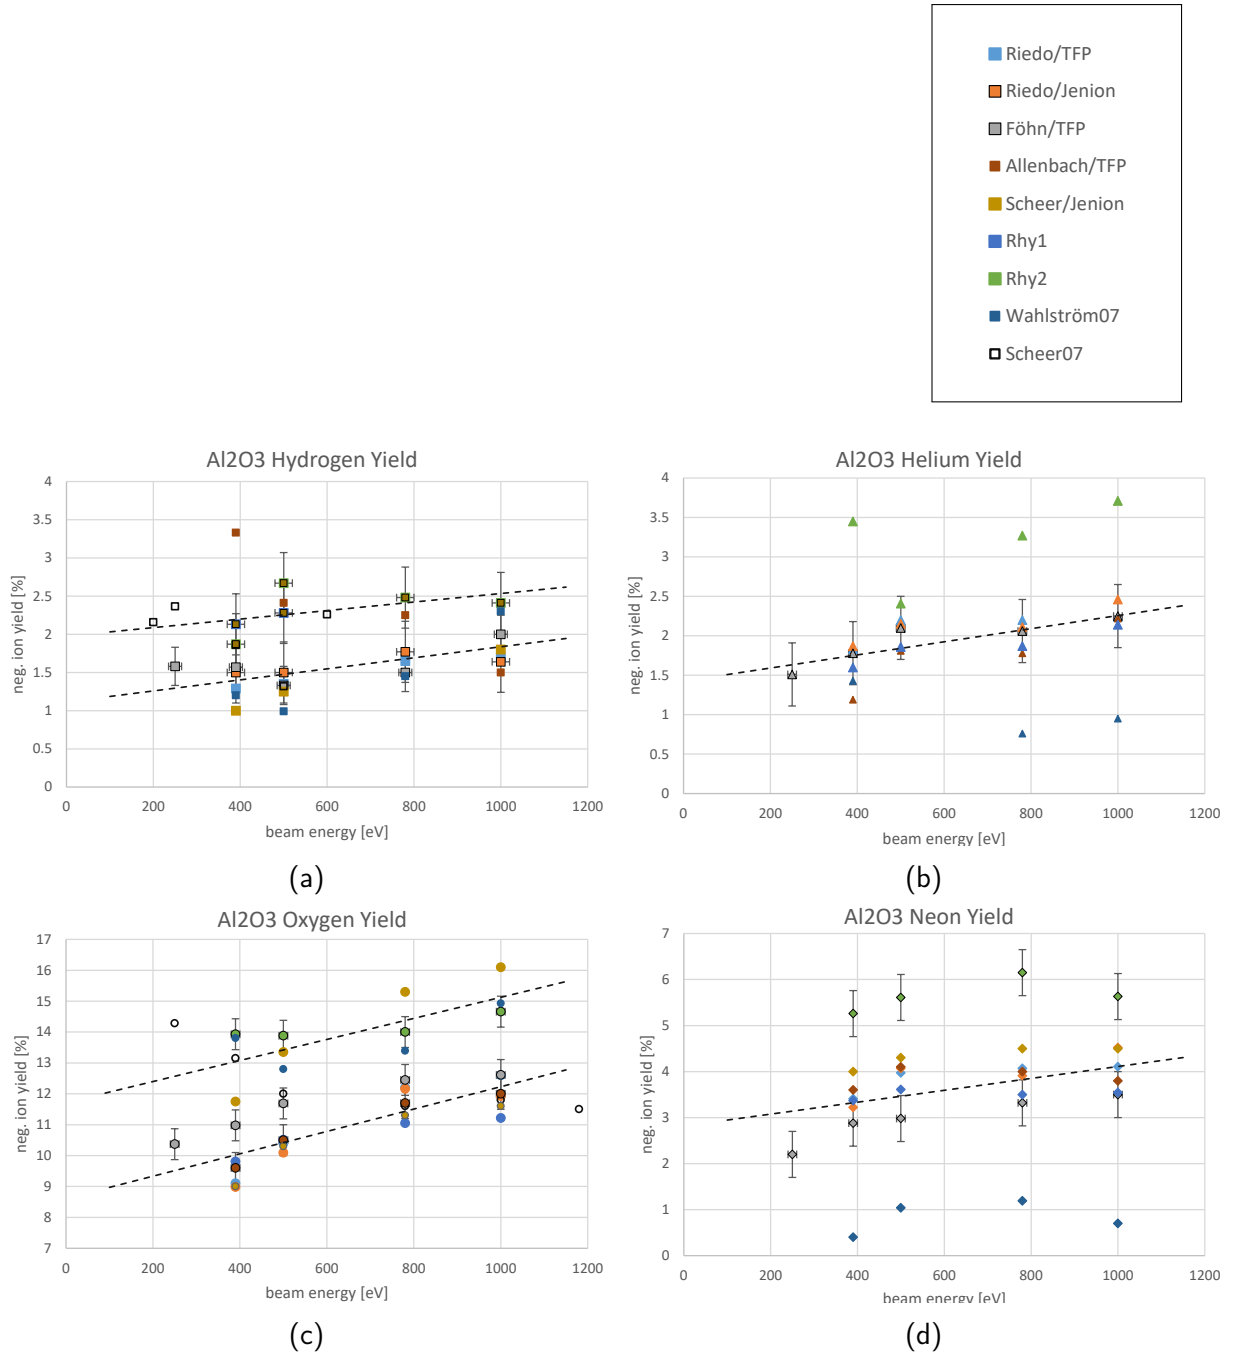 Riedo/TFP
Riedo/Jenion
Föhn/TFP
Allenbach/TFP
Scheer/Jenion
Rhy1
Rhy2
Wahlström07
Scheer07
Al2O3 Hydrogen Yield
neg. ion yield [%]
4
3.5
3
2.5
2
1.5
1
0.5
0
0 200 400 600 800 1000 1200
beam energy [eV]
(a)
Al2O3 Helium Yield
neg. ion yield [%]
4
3.5
3
2.5
2
1.5
1
0.5
0
0 200 400 600 800 1000 1200
beam energy [eV]
(b)
Al2O3 Oxygen Yield
neg. ion yield [%]
17
16
15
14
13
12
11
10
9
8
7
0 200 400 600 800 1000 1200
beam energy [eV]
(c)
Al2O3 Neon Yield
neg. ion yield [%]
7
6
5
4
3
2
1
0
0 200 400 600 800 1000 1200
beam energy [eV]
(d)